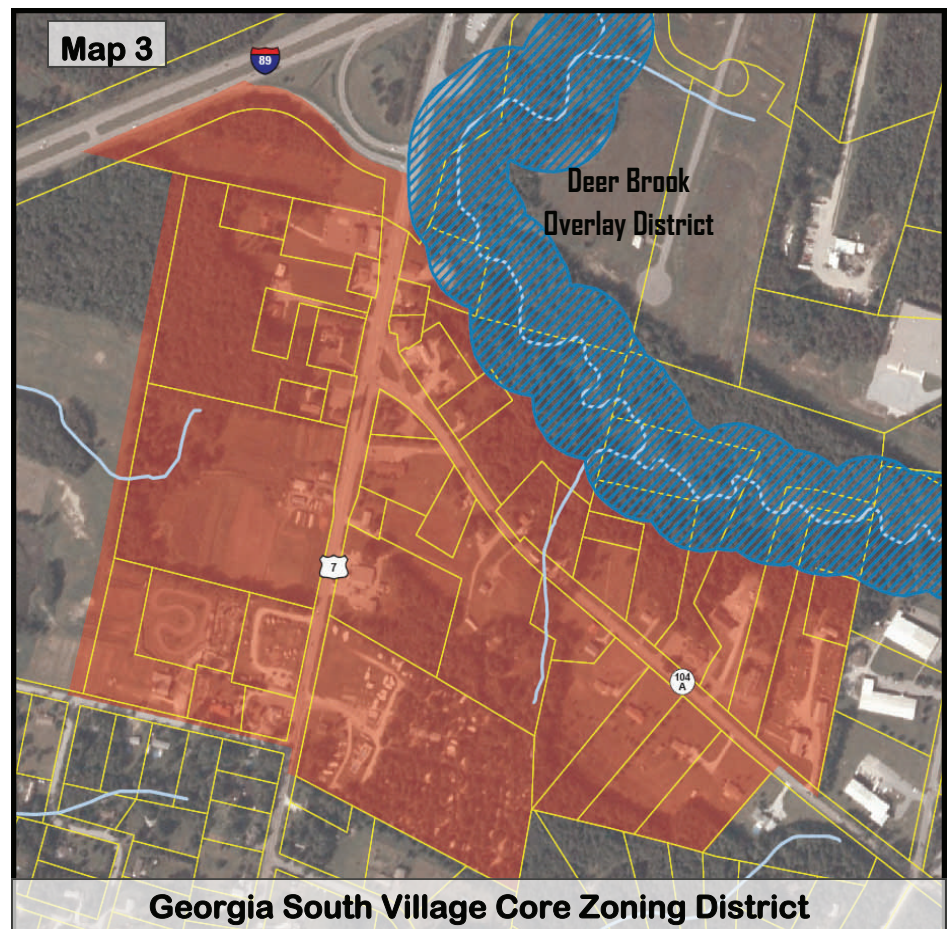 Map 3
89
Deer Brook
Overlay District
7
104
A
Georgia South Village Core Zoning District